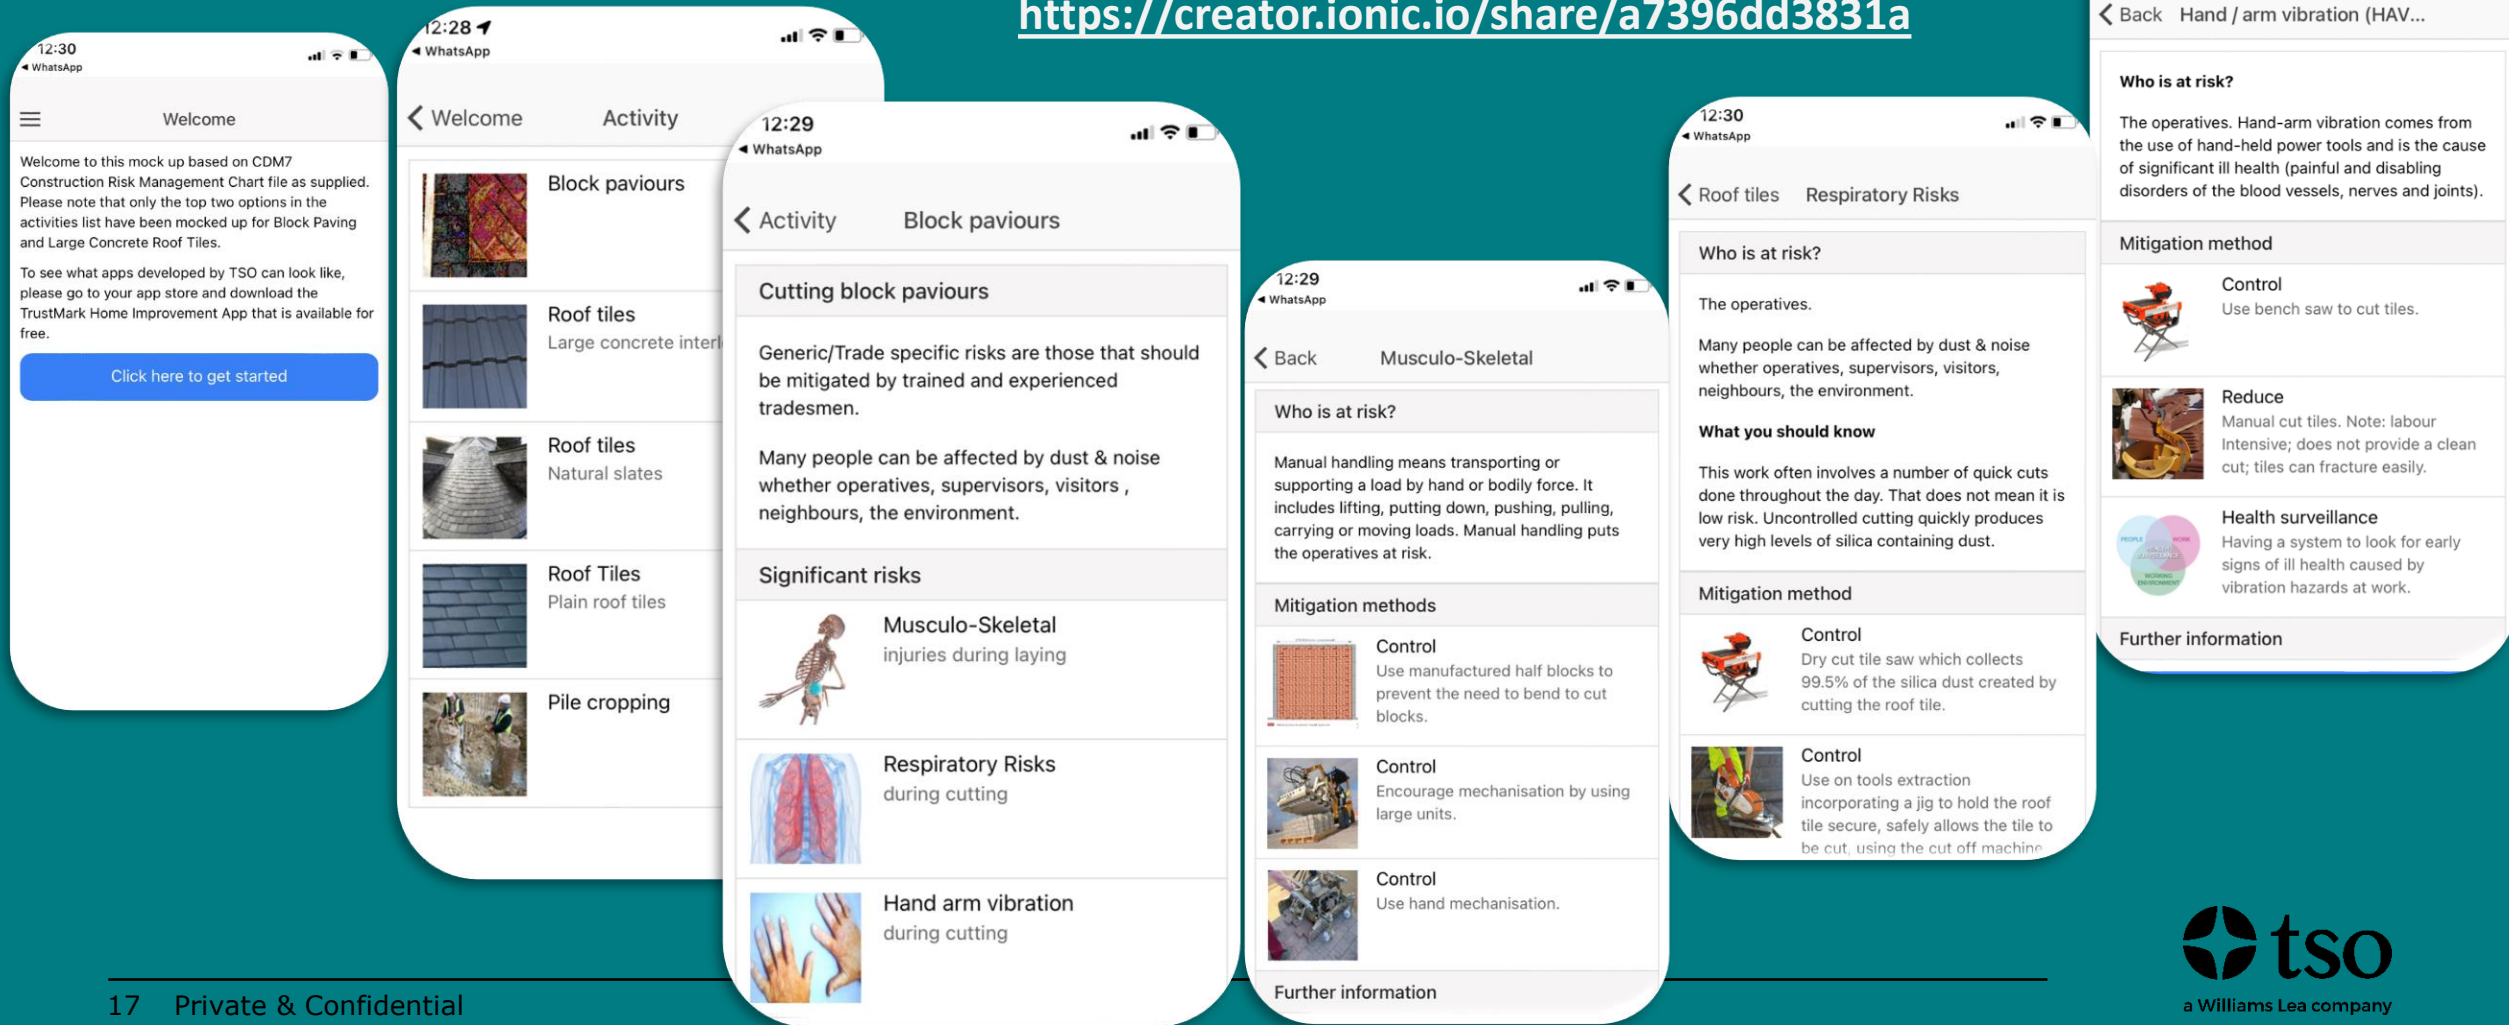 https://creator.ionic.io/share/a7396dd3831a
12:30
WhatsApp
Welcome
Welcome to this mock up based on CDM7
Construction Risk Management Chart file as supplied.
Please note that only the top two options in the
activities list have been mocked up for Block Paving
and Large Concrete Roof Tiles.
To see what apps developed by TSO can look like,
please go to your app store and download the
TrustMark Home Improvement App that is available for
free.
Click here to get started
12:28
WhatsApp
Welcome Activity
Block paviours
Roof tiles
Large concrete interl
Roof tiles
Natural slates
Roof Tiles
Plain roof tiles
Pile cropping
12:29
WhatsApp
Activity Block paviours
Cutting block paviours
Generic/Trade specific risks are those that should
be mitigated by trained and experienced
tradesmen.
Many people can be affected by dust & noise
whether operatives, supervisors, visitors ,
neighbours, the environment.
Significant risks
Musculo-Skeletal
injuries during laying
Respiratory Risks
during cutting
Hand arm vibration
during cutting
12:29
WhatsApp
Back Musculo-Skeletal
Who is at risk?
Manual handling means transporting or
supporting a load by hand or bodily force. It
includes lifting, putting down, pushing, pulling,
carrying or moving loads. Manual handling puts
the operatives at risk.
Mitigation methods
Control
Use manufactured half blocks to
prevent the need to bend to cut
blocks.
Control
Encourage mechanisation by using
large units.
Control
Use hand mechanisation.
Further information
12:30
WhatsApp
Roof tiles Respiratory Risks
Who is at risk?
The operatives.
Many people can be affected by dust & noise
whether operatives, supervisors, visitors,
neighbours, the environment.
What you should know
This work often involves a number of quick cuts
done throughout the day. That does not mean it is
low risk. Uncontrolled cutting quickly produces
very high levels of silica containing dust.
Mitigation method
Control
Dry cut tile saw which collects
99.5% of the silica dust created by
cutting the roof tile.
Control
Use on tools extraction
incorporating a jig to hold the roof
tile secure, safely allows the tile to
be cut, using the cut off machine
Back Hand / arm vibration (HAV...
Who is at risk?
The operatives. Hand-arm vibration comes from
the use of hand-held power tools and is the cause
of significant ill health (painful and disabling
disorders of the blood vessels, nerves and joints).
Mitigation method
Control
Use bench saw to cut tiles.
Reduce
Manual cut tiles. Note: labour
Intensive; does not provide a clean
cut; tiles can fracture easily.
Health surveillance
Having a system to look for early
signs of ill health caused by
vibration hazards at work.
PEOPLE WORK
WORKING
ENVIRONMENT
Further information
17 Private & Confidential
tso
a Williams Lea company